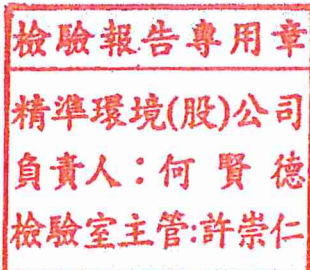 檢驗報告專用章
精準環境(股)公司
負責人：何賢德
檢驗室主管:許崇仁